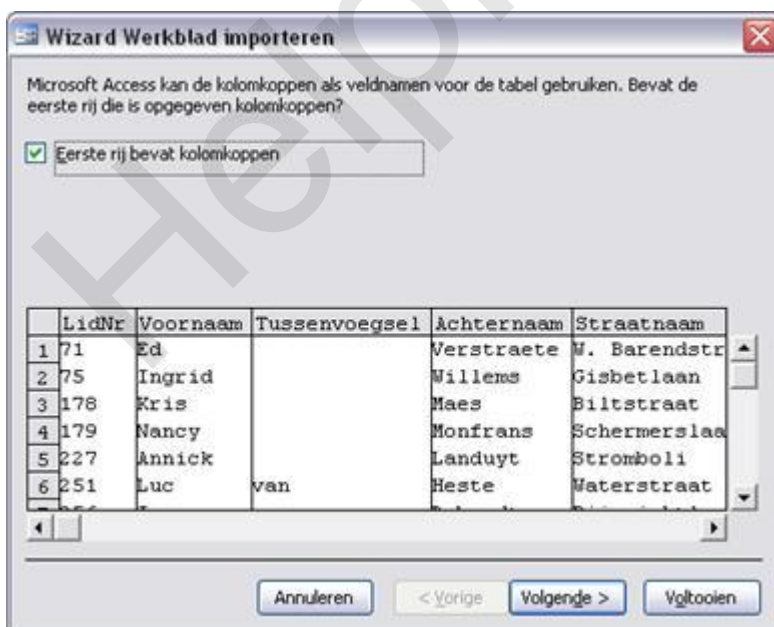 Help
Wizard Werkblad importeren
Microsoft Access kan de kolomkoppen als veldnamen voor de tabel gebruiken. Bevat de
eerste rij die is opgegeven kolomkoppen?
Eerste rij bevat kolomkoppen
LidNr Voornaam Tussenvoegsel Achternaam Straatnaam
1 71 Ed Verstraete W. Barendstr
2 75 Ingrid Willems Gisbetlaan
3 178 Kris Maes Biltstraat
4 179 Nancy Monfrans Schermerslaa
5 227 Annick Landuyt Stromboli
6 251 Luc van Heste Waterstraat
Annuleren < Vorige Volgende > Voltooien